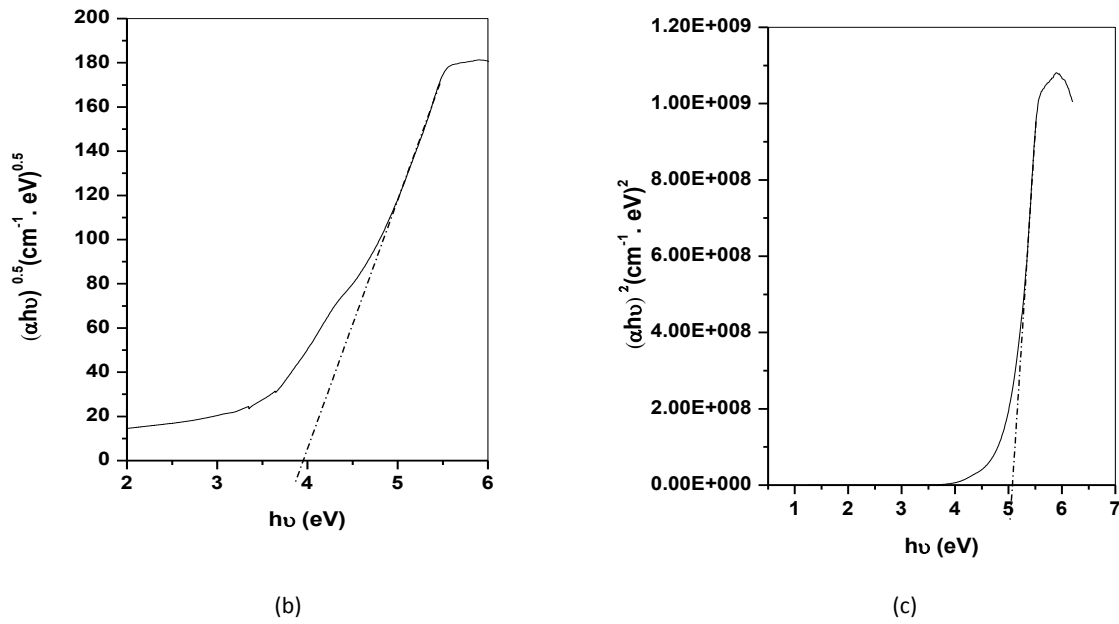 200
180
160
140
120
100
80
60
40
20
0
(αhυ) 0.5(cm-1. eV)0.5
2 3 4 5 6
hυ (eV)
(b)
1.20E+009
1.00E+009
8.00E+008
6.00E+008
4.00E+008
2.00E+008
0.00E+000
(αhυ) 2(cm-1. eV)2
1 2 3 4 5 6 7
hυ (eV)
(c)